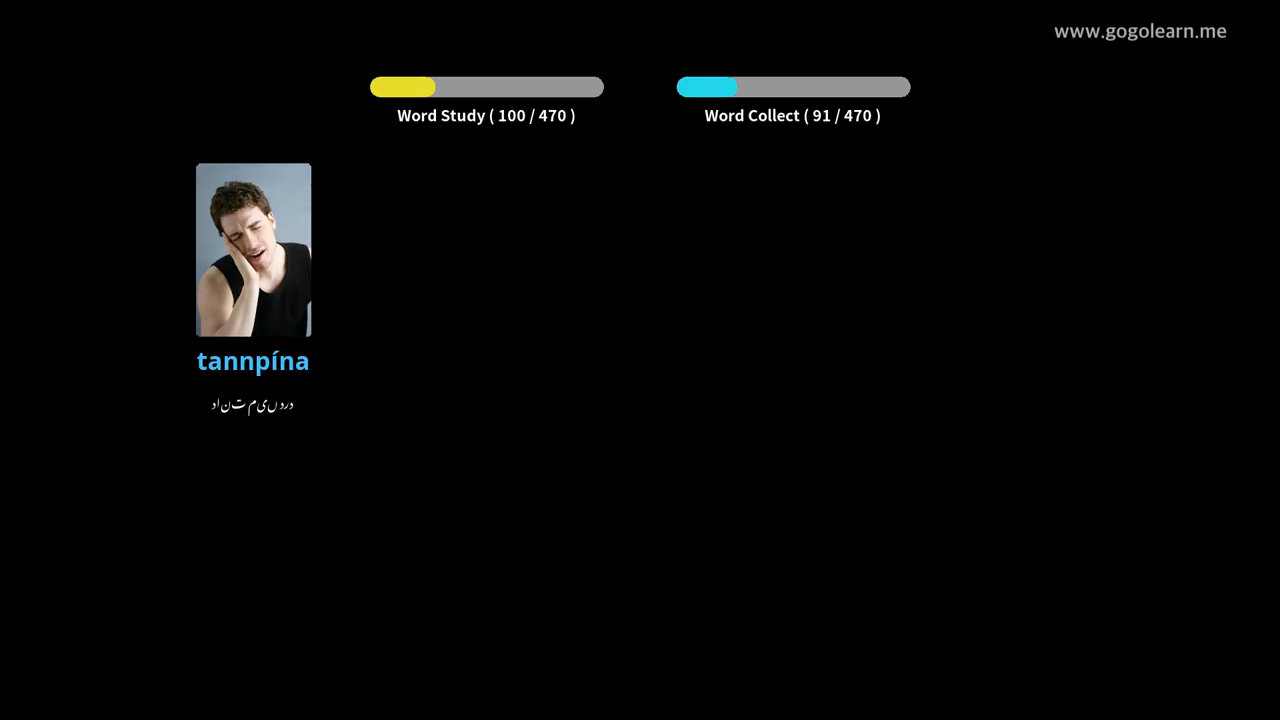 www.gogolearn.me
Word Study ( 100 / 470 )
Word Collect ( 91 / 470 )
tannpína
دانت میں درد